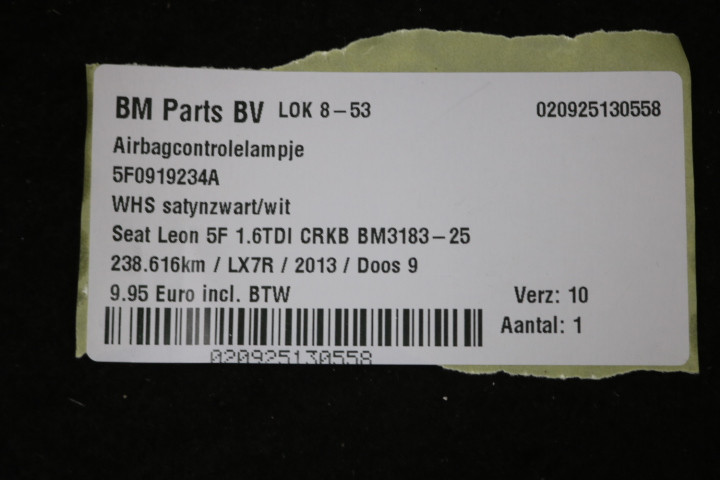 BM Parts BV LOK 8-53 020925130558
Airbagcontrolelampje
5F0919234A
WHS satynzwart/wit
Seat Leon 5F 1.6TDI CRKB BM3183-25
238.616km / LX7R / 2013 / Doos 9
9.95 Euro incl. BTW Verz: 10
Aantal: 1
020925130558